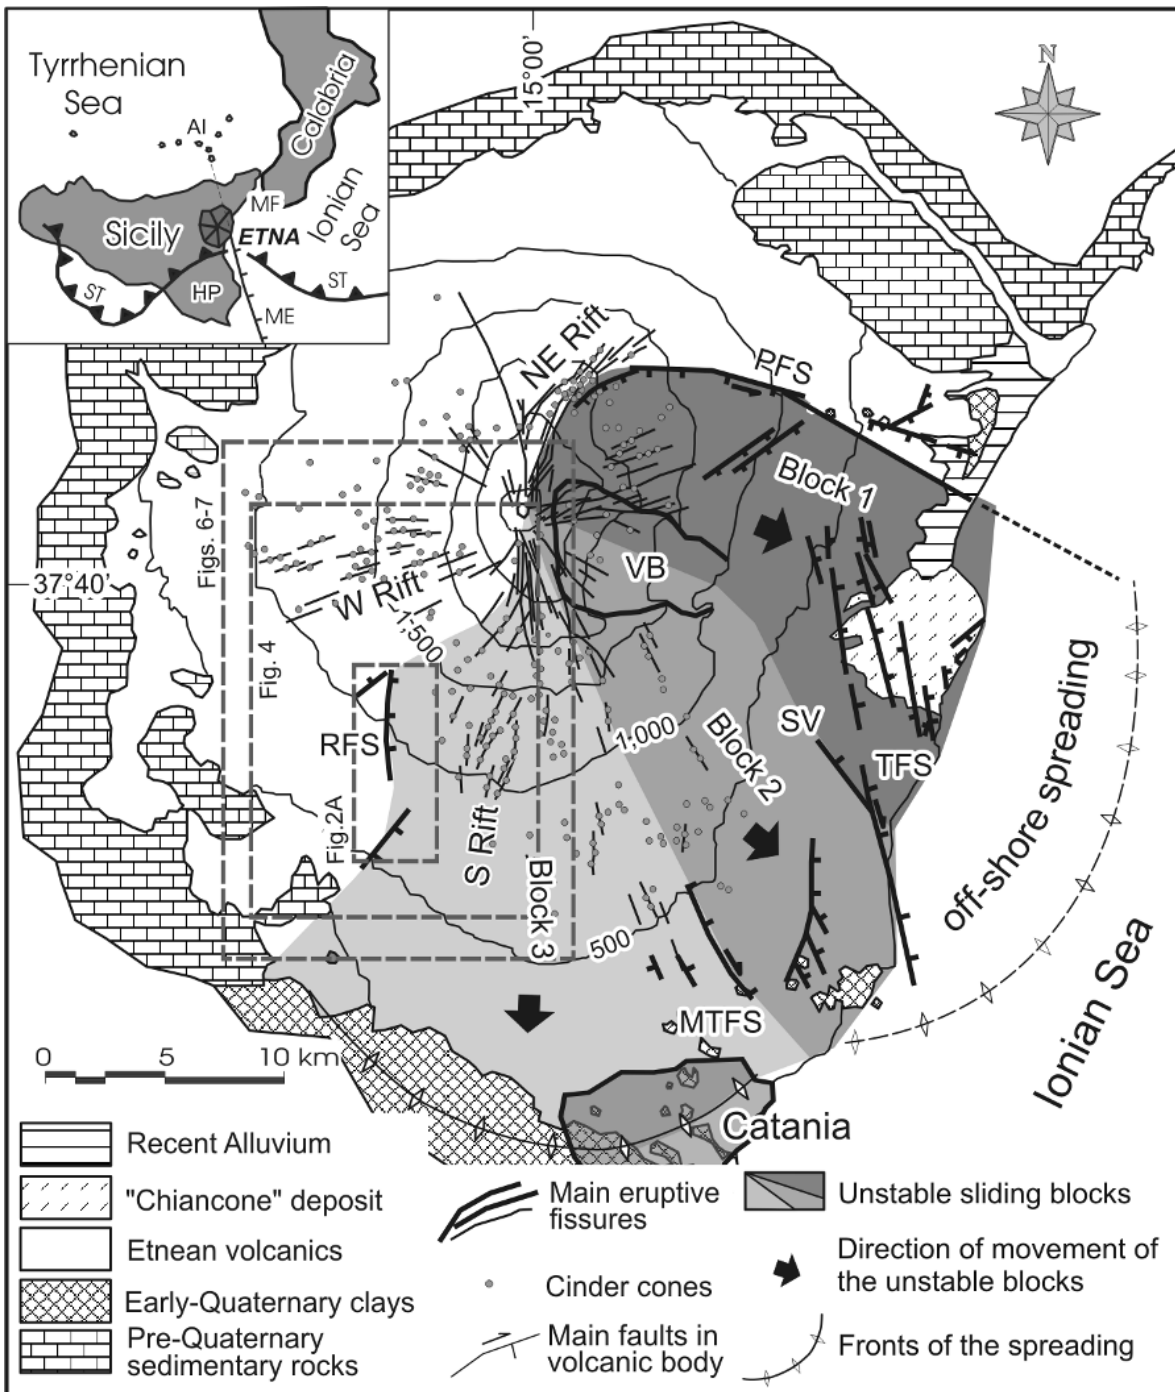 Tyrrhenian
Sea
AI
Calabria
MF
Ionian
Sea
Sicily
ETNA
ST
HP
ST
ME
15°00'
N
NE Rift
PFS
Block 1
Figs. 6-7
VB
37°40'
W Rift
Fig. 4
1,500
RFS
1,000
Block 2
SV
TFS
off-shore spreading
Fig. 2A
S Rift
Block 3
500
Ionian Sea
MTFS
0 5 10 km
Catania
Recent Alluvium
"Chiancone" deposit
Etnean volcanics
Early-Quaternary clays
Pre-Quaternary
sedimentary rocks
Main eruptive
fissures
Cinder cones
Main faults in
volcanic body
Unstable sliding blocks
Direction of movement of
the unstable blocks
Fronts of the spreading